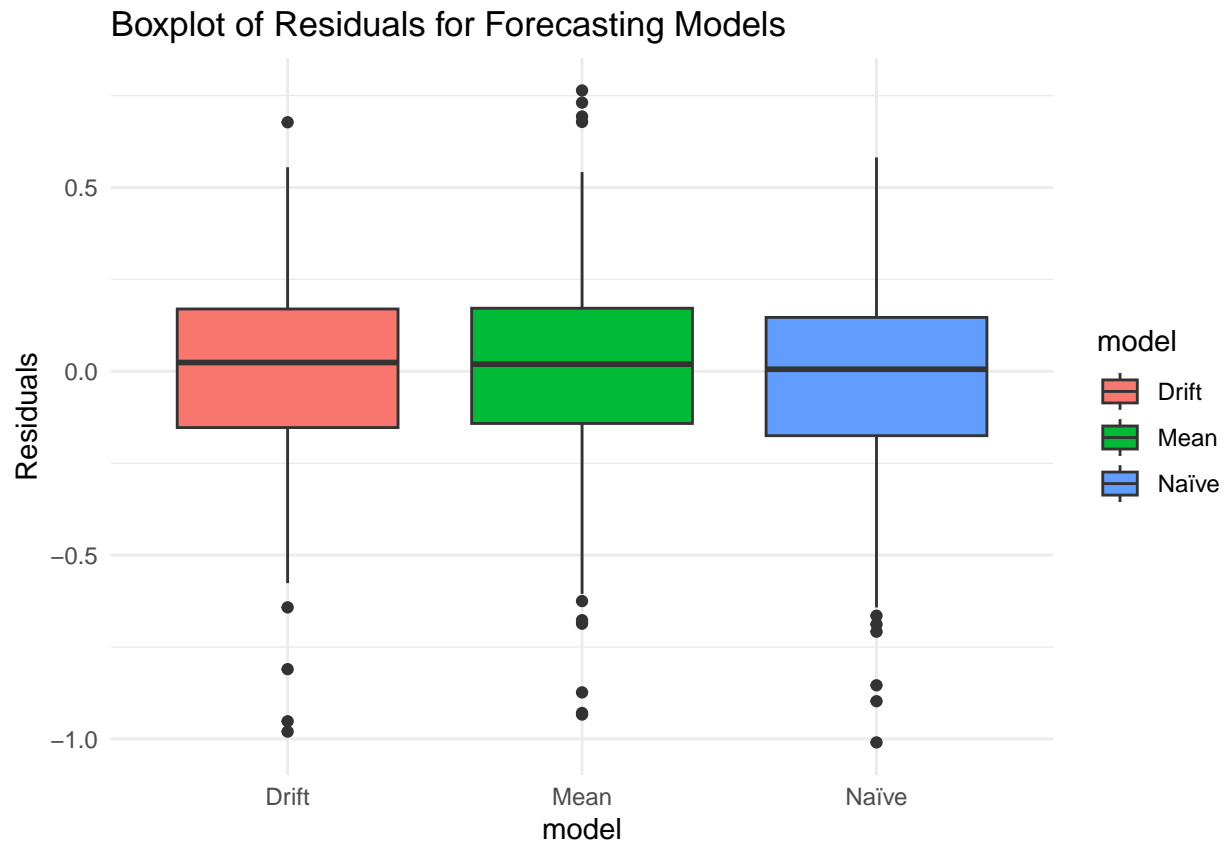 Boxplot of Residuals for Forecasting Models
Residuals
0.5
0.0
−0.5
−1.0
Drift
Mean
Naïve
model
model
Drift
Mean
Naïve